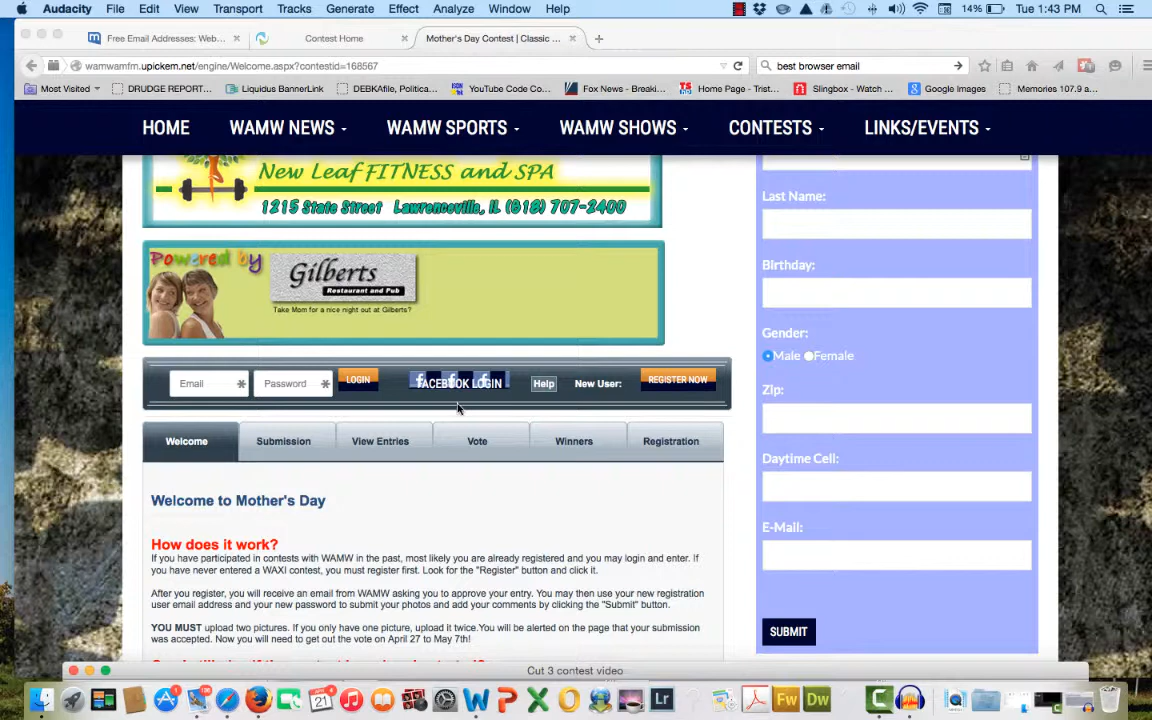 Audacity File Edit View Transport Tracks Generate Effect Analyze Window Help 14% Tue 1:43 PM
Free Email Addresses: Web... × Contest Home × Mother's Day Contest | Classic ... × +
wamwamfm.upickem.net/engine/Welcome.aspx?contestid=168567 best browser email
Most Visited DRUDGE REPORT... Liquidus BannerLink DEBKAfile, Politica... YouTube Code Co... Fox News - Breaki... Home Page - Trist... Slingbox - Watch ... Google Images Memories 107.9 a...
HOME WAMW NEWS WAMW SPORTS WAMW SHOWS CONTESTS LINKS/EVENTS
New Leaf FITNESS and SPA
1215 State Street Lawrenceville, IL (618) 707-2400
Powered by
Gilberts
Restaurant and Pub
Take Mom for a nice night out at Gilberts?
Email Password LOGIN FACEBOOK LOGIN Help New User: REGISTER NOW
Welcome Submission View Entries Vote Winners Registration
Welcome to Mother's Day
How does it work?
If you have participated in contests with WAMW in the past, most likely you are already registered and you may login and enter. If
you have never entered a WAXI contest, you must register first. Look for the "Register" button and click it.
After you register, you will receive an email from WAMW asking you to approve your entry. You may then use your new registration
user email address and your new password to submit your photos and add your comments by clicking the "Submit" button.
YOU MUST upload two pictures. If you only have one picture, upload it twice.You will be alerted on the page that your submission
was accepted. Now you will need to get out the vote on April 27 to May 7th!
Last Name:
Birthday:
Gender:
Male Female
Zip:
Daytime Cell:
E-Mail:
SUBMIT
Cut 3 contest video